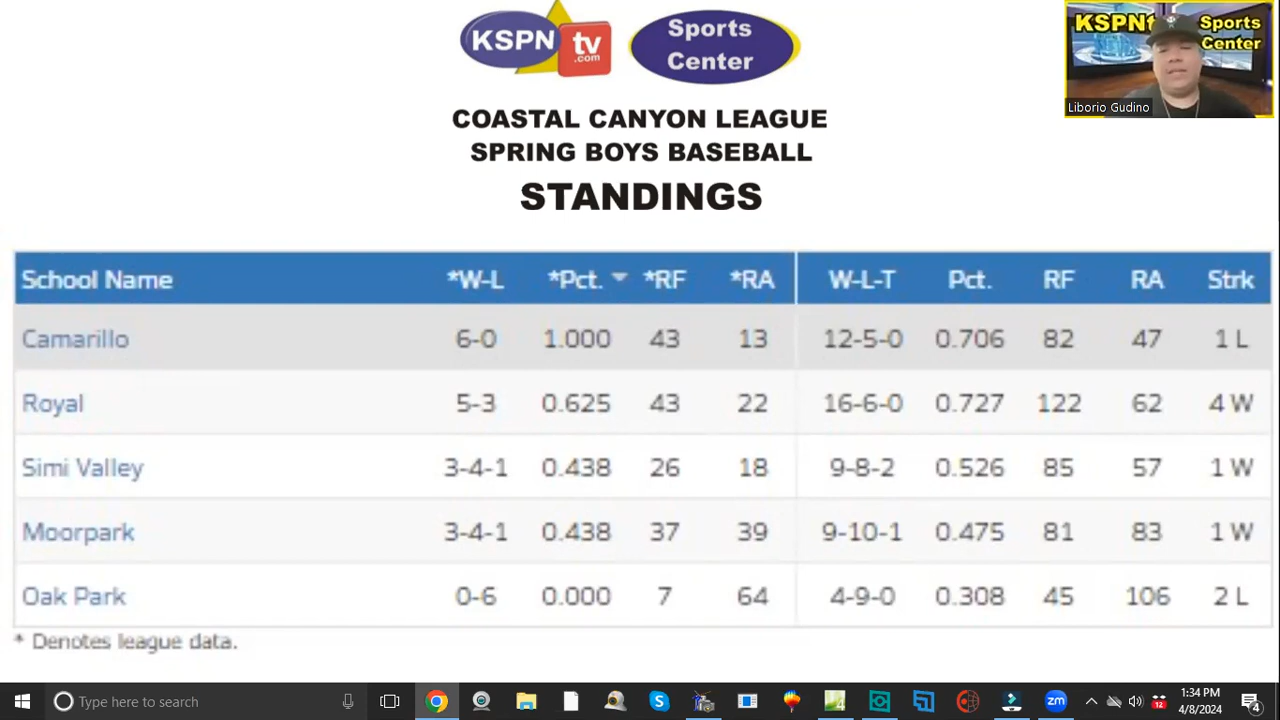 KSPN tv .com
Sports
Center
KSPN Sports
Center
Liborio Gudino
COASTAL CANYON LEAGUE
SPRING BOYS BASEBALL
STANDINGS
School Name *W-L *Pct. *RF *RA W-L-T Pct. RF RA Strk
Camarillo 6-0 1.000 43 13 12-5-0 0.706 82 47 1 L
Royal 5-3 0.625 43 22 16-6-0 0.727 122 62 4 W
Simi Valley 3-4-1 0.438 26 18 9-8-2 0.526 85 57 1 W
Moorpark 3-4-1 0.438 37 39 9-10-1 0.475 81 83 1 W
Oak Park 0-6 0.000 7 64 4-9-0 0.308 45 106 2 L
* Denotes league data.
Type here to search
12
1:34 PM
4/8/2024
4